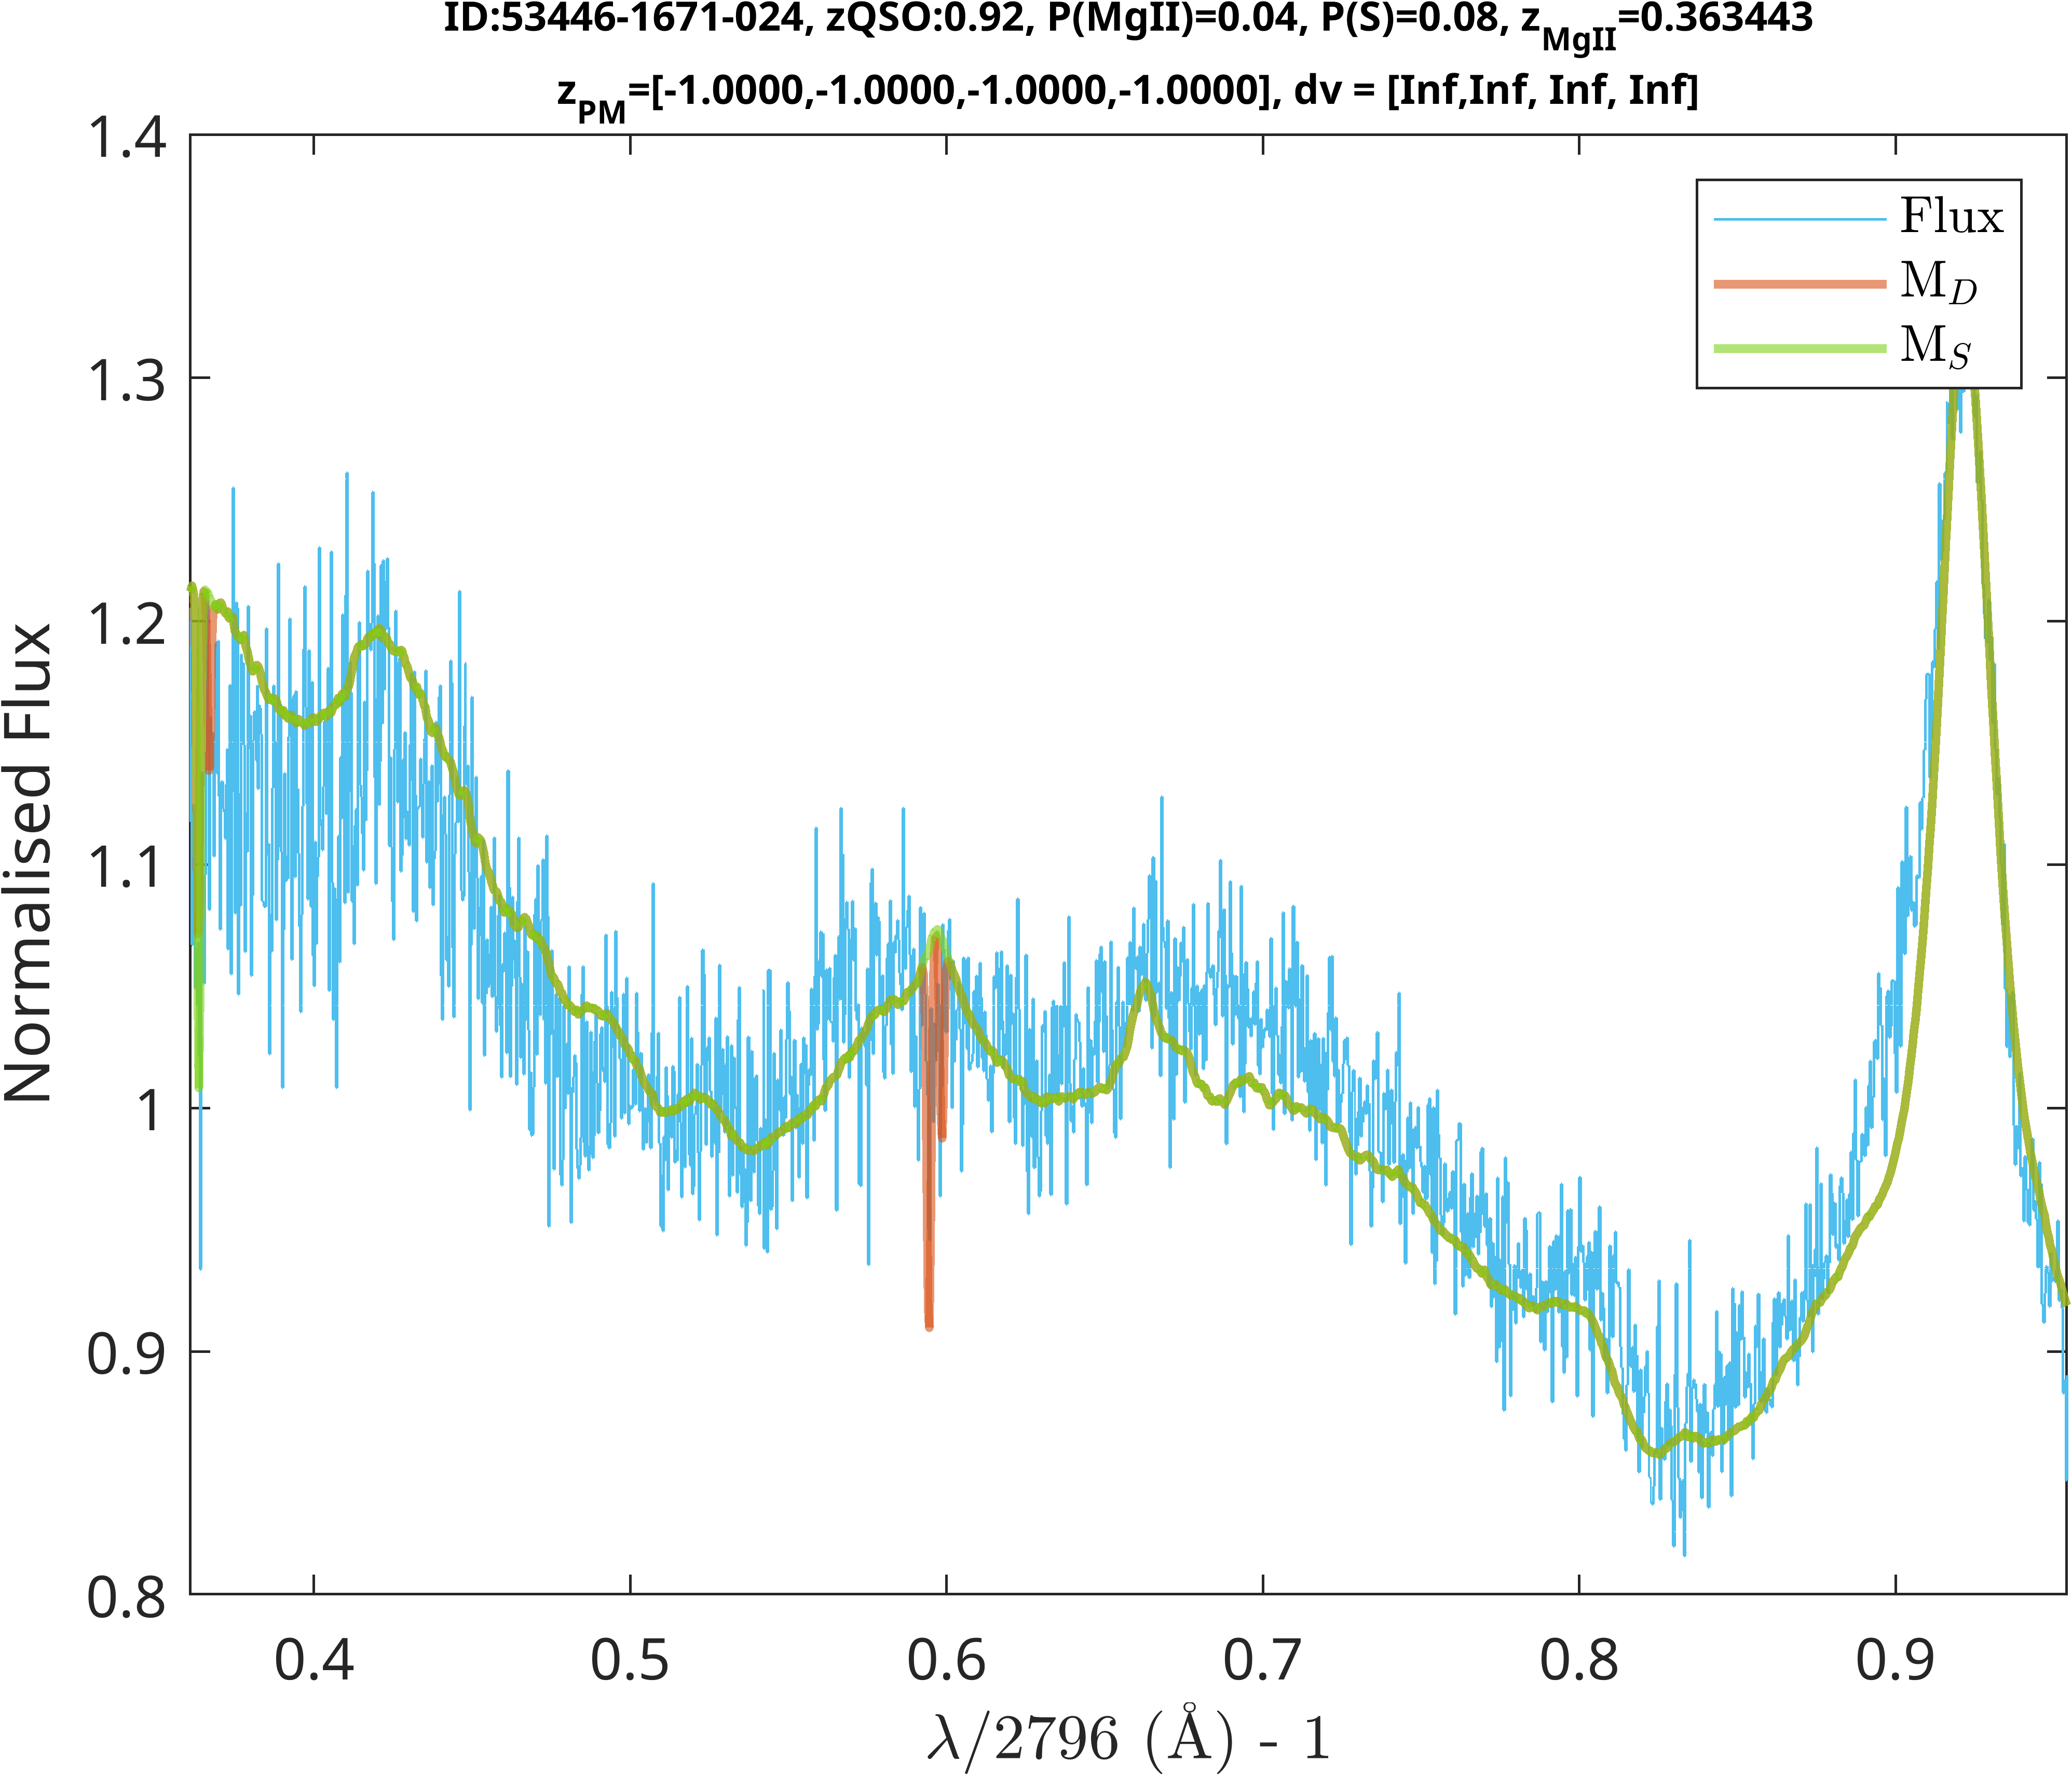 ID:53446-1671-024, zQSO:0.92, P(MgII)=0.04, P(S)=0.08, zMgII=0.363443
zPM=[-1.0000,-1.0000,-1.0000,-1.0000], dv = [Inf,Inf, Inf, Inf]
1.4
1.3
1.2
1.1
1
0.9
0.8
Normalised Flux
Flux
MD
MS
0.4 0.5 0.6 0.7 0.8 0.9
λ/2796 (Å) - 1